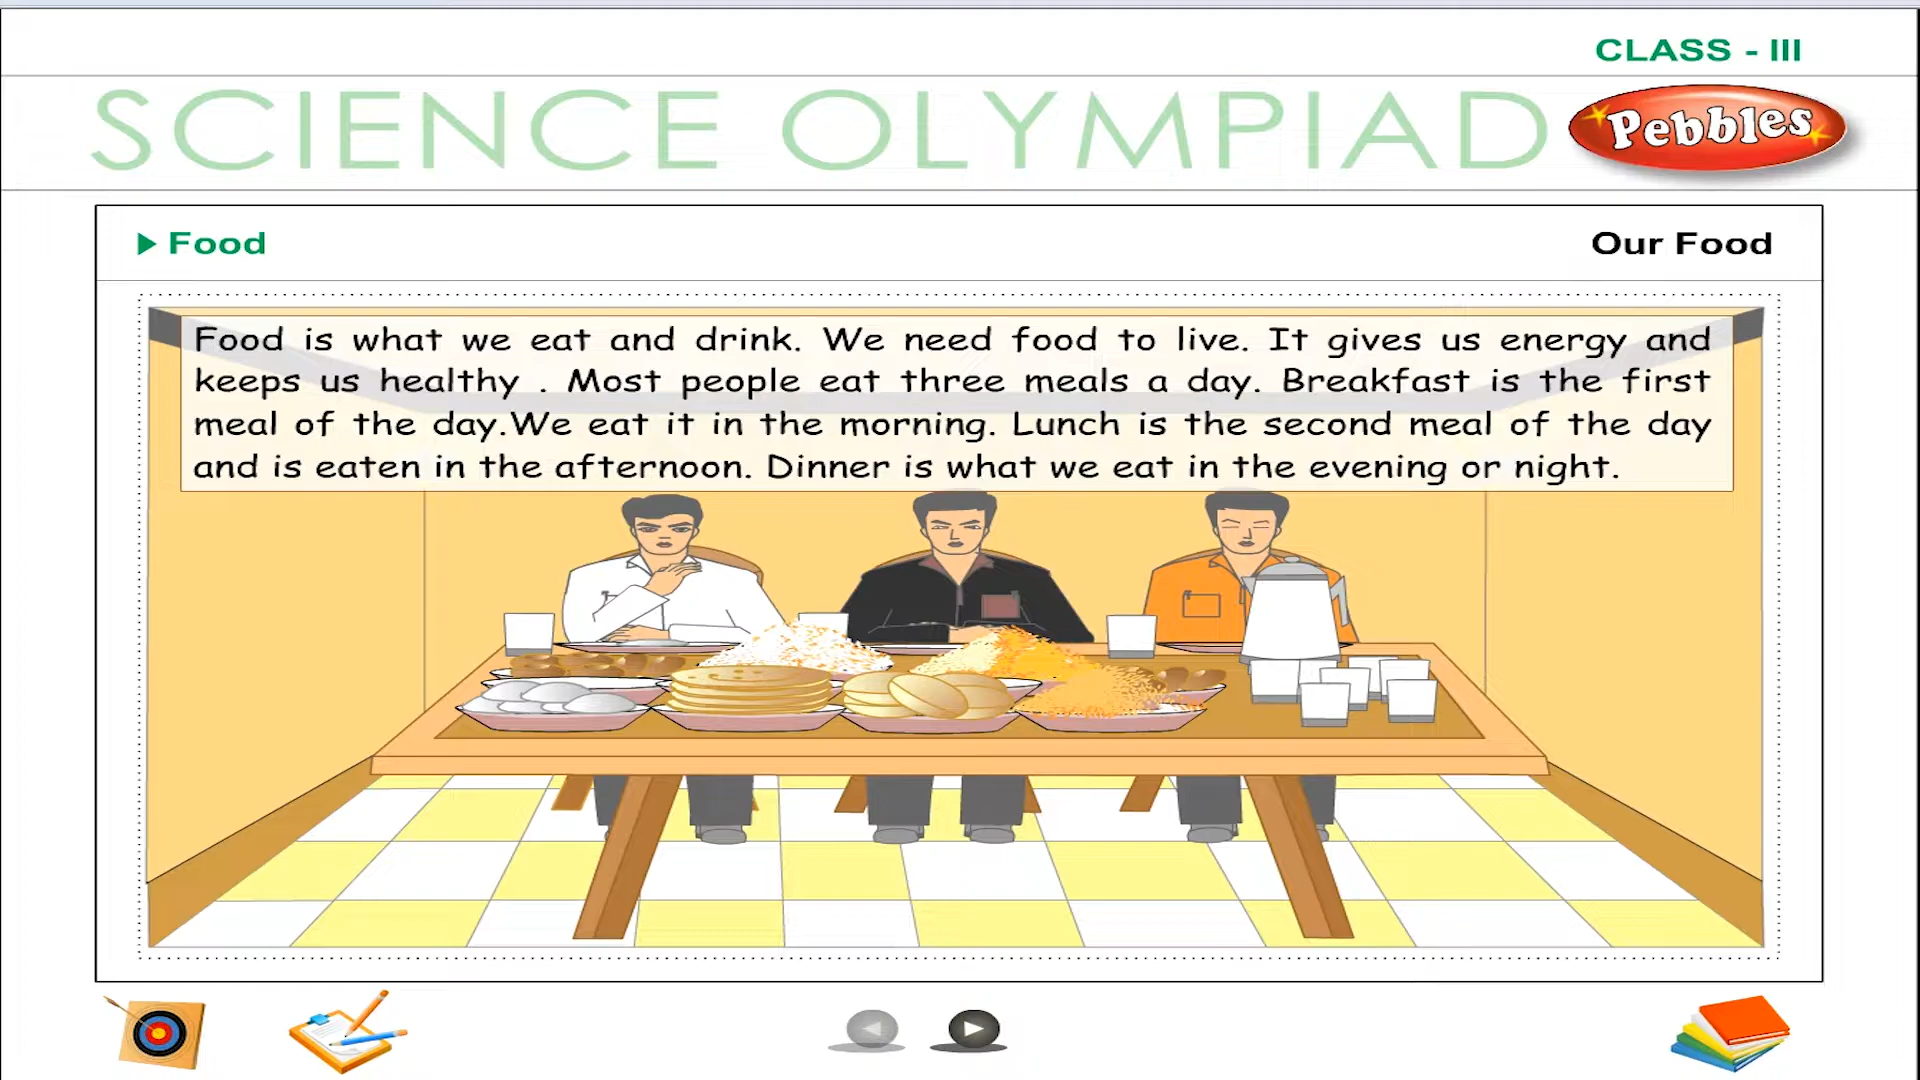 CLASS - III
SCIENCE OLYMPIAD
Pebbles
Food
Our Food
Food is what we eat and drink. We need food to live. It gives us energy and
keeps us healthy . Most people eat three meals a day. Breakfast is the first
meal of the day.We eat it in the morning. Lunch is the second meal of the day
and is eaten in the afternoon. Dinner is what we eat in the evening or night.